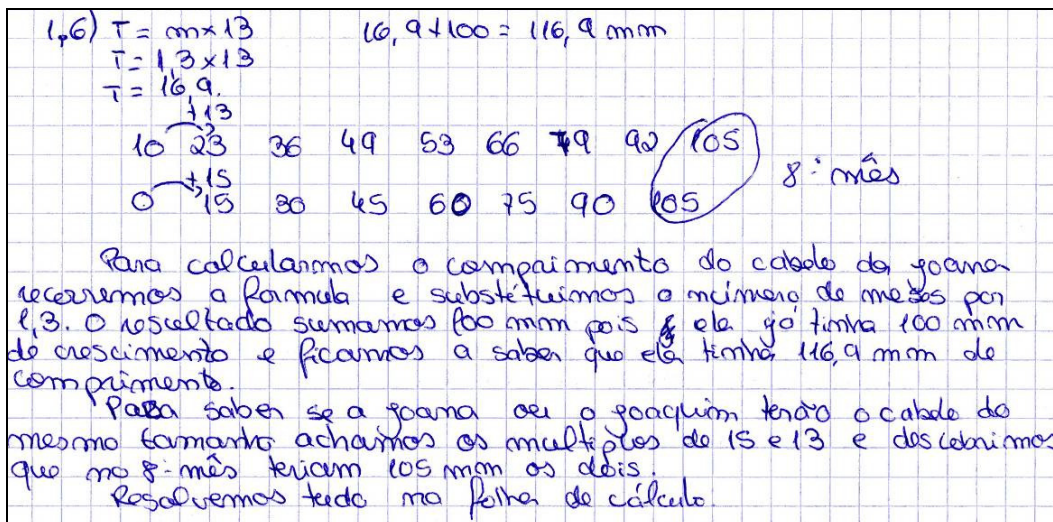 1,6) T = m×13 16,9+100 = 116,9 mm
T = 1,3×13
T = 16,9.
+13
10 23 36 49 53 66 79 92 105
8º mês
+15
0 15 30 45 60 75 90 105
Para calcularmos o compaimento do cabelo da Joana
recorremos a formula e substituimos o número de meses por
1,3. O resultado sumamos 100 mm pois ela já tinha 100 mm
de crescimento e ficamos a saber que ela tinha 116,9 mm de
comprimento.
Para saber se a Joana ou o Joaquim terão o cabelo do
mesmo tamanho achamos os multiplos de 15 e 13 e descobrimos
que no 8º mês teriam 105 mm os dois.
Resolvemos tudo na folha de cálculo.